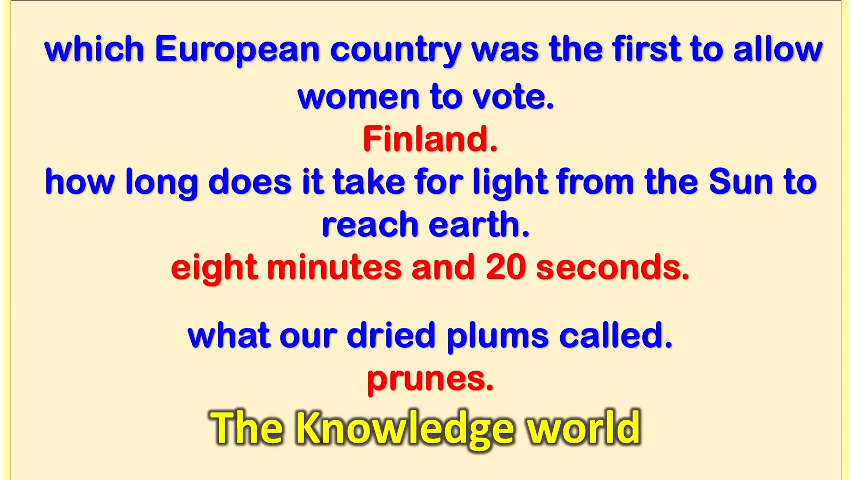 which European country was the first to allow
women to vote.
Finland.
how long does it take for light from the Sun to
reach earth.
eight minutes and 20 seconds.
what our dried plums called.
prunes.
The Knowledge world